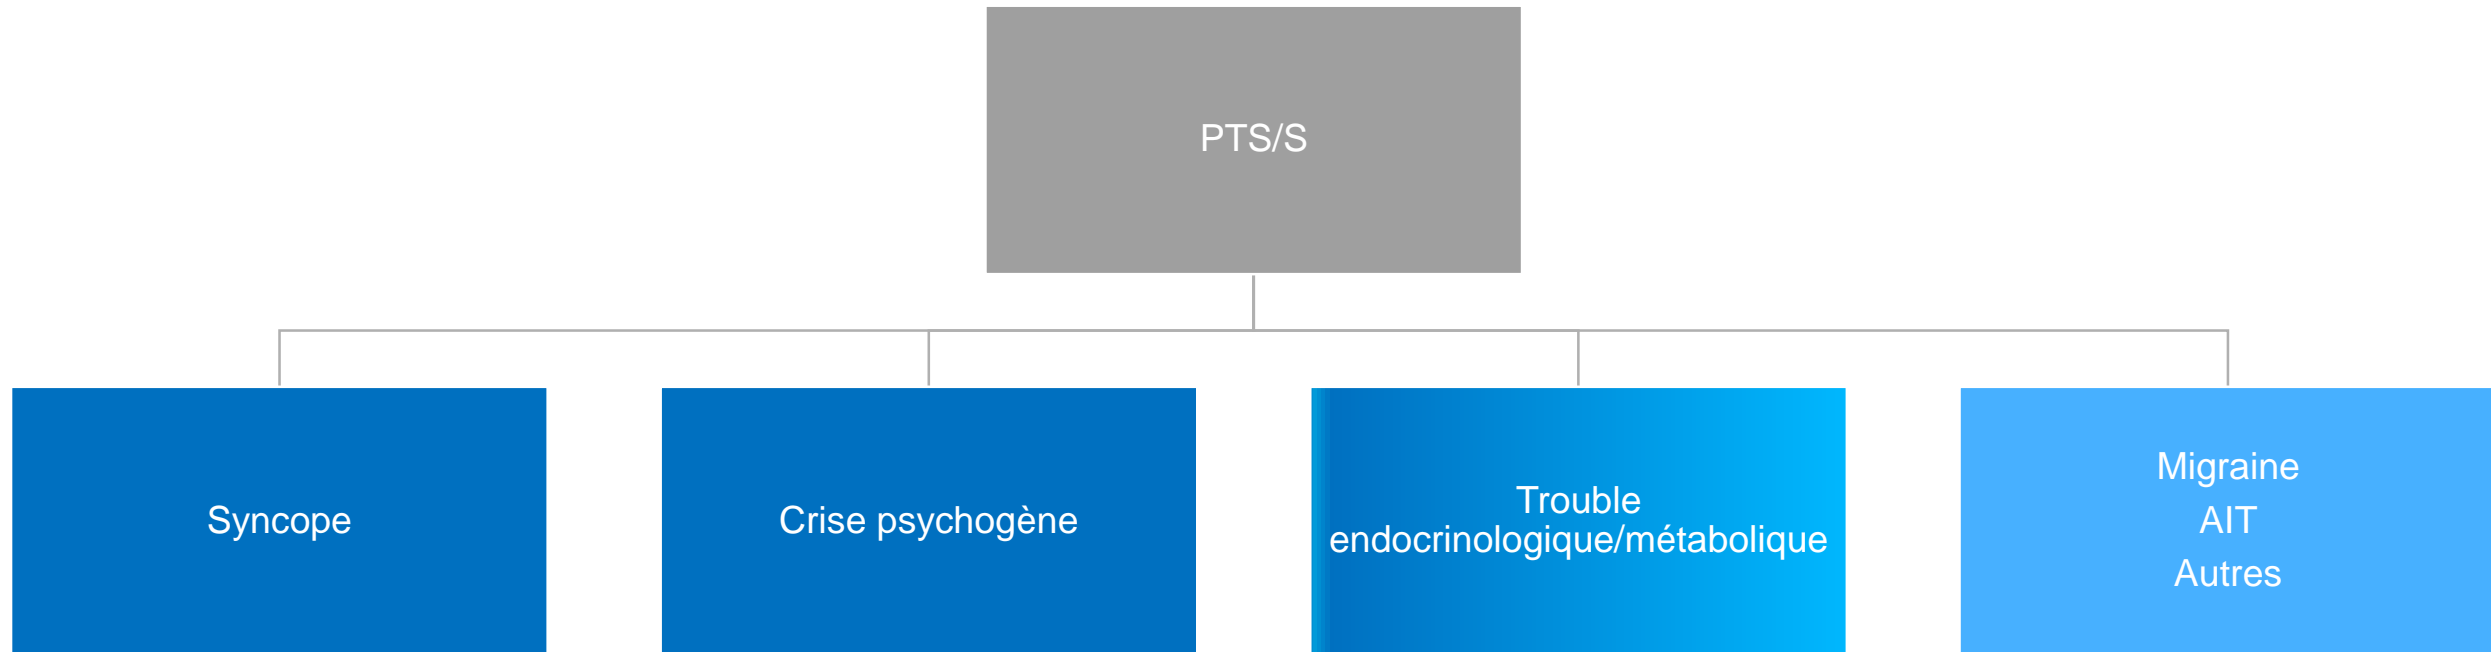 PTS/S
Syncope
Crise psychogène
Trouble
endocrinologique/métabolique
Migraine
AIT
Autres